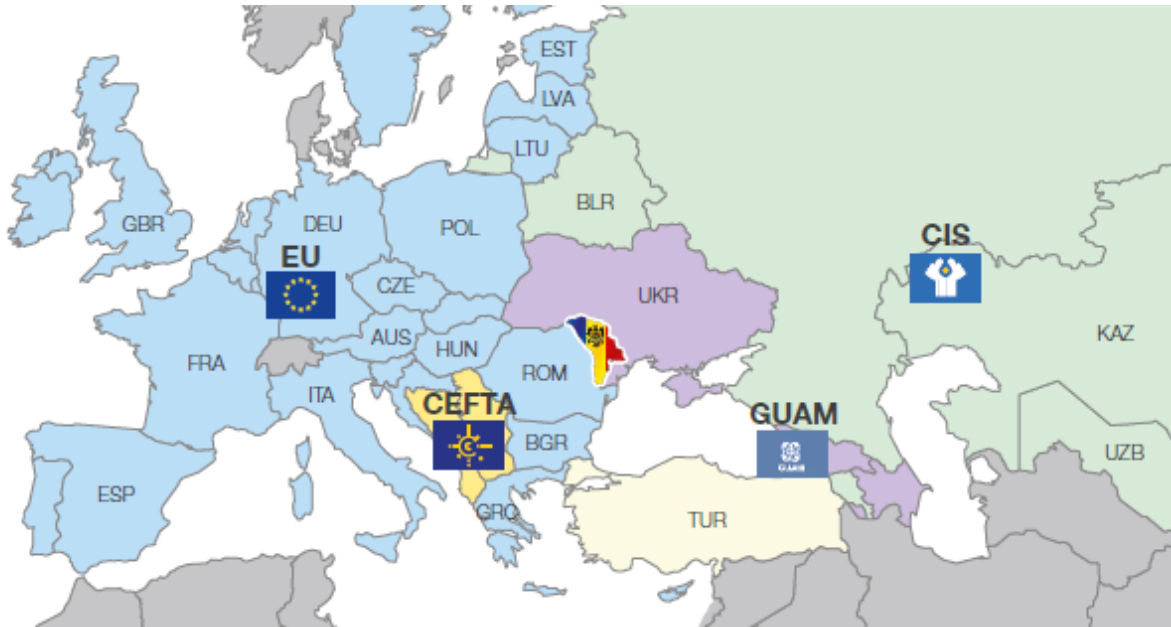 EST
LVA
LTU
BLR
GBR
DEU
POL
EU
CIS
CZE
UKR
AUS
KAZ
HUN
FRA
ROM
ITA
CEFTA
GUAM
BGR
UZB
GUAM
ESP
GRC
TUR